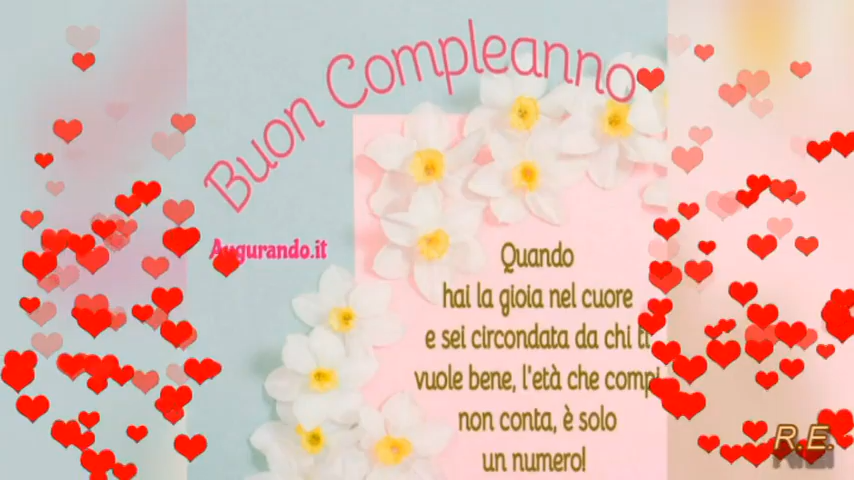 Buon Compleanno
Augurando.it
Quando
hai la gioia nel cuore
e sei circondata da chi ti
vuole bene, l'età che compi
non conta, è solo
un numero!
R.E.